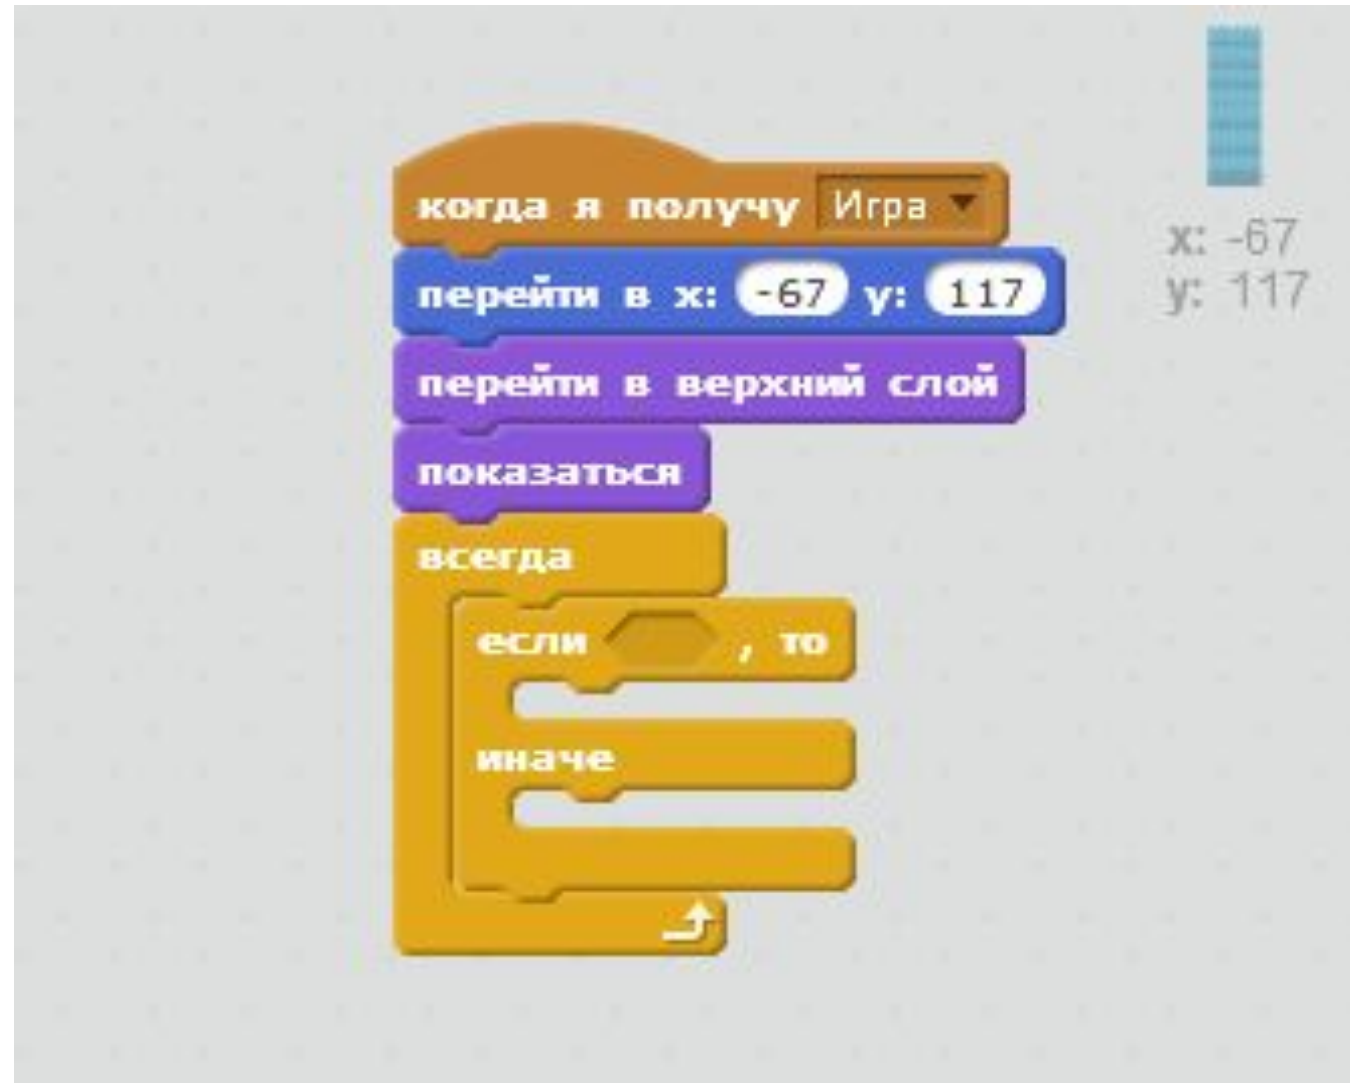 когда я получу Игра
перейти в x: -67 y: 117
перейти в верхний слой
показаться
всегда
если , то
иначе
x: -67
y: 117